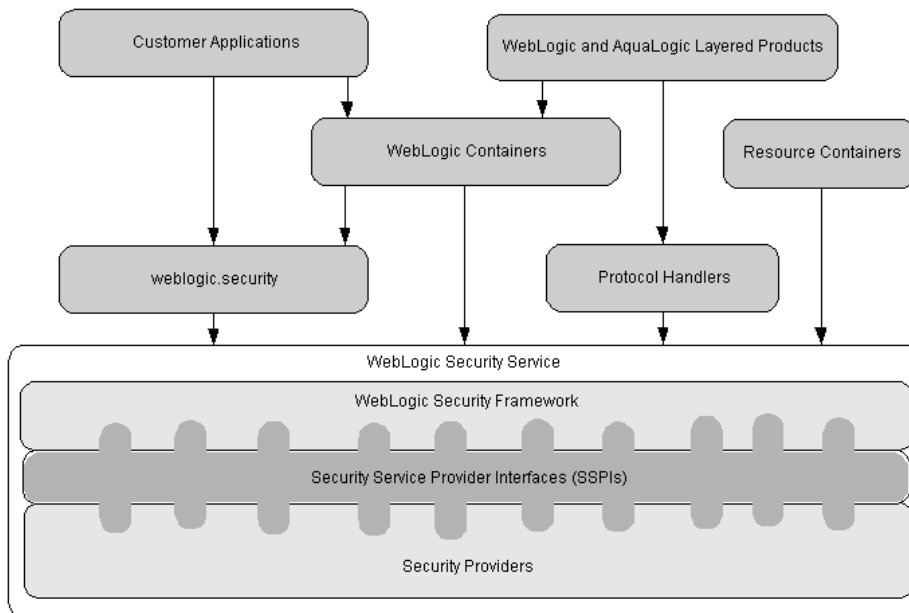 Customer Applications
WebLogic and AquaLogic Layered Products
WebLogic Containers
Resource Containers
weblogic.security
Protocol Handlers
WebLogic Security Service
WebLogic Security Framework
Security Service Provider Interfaces (SSPIs)
Security Providers